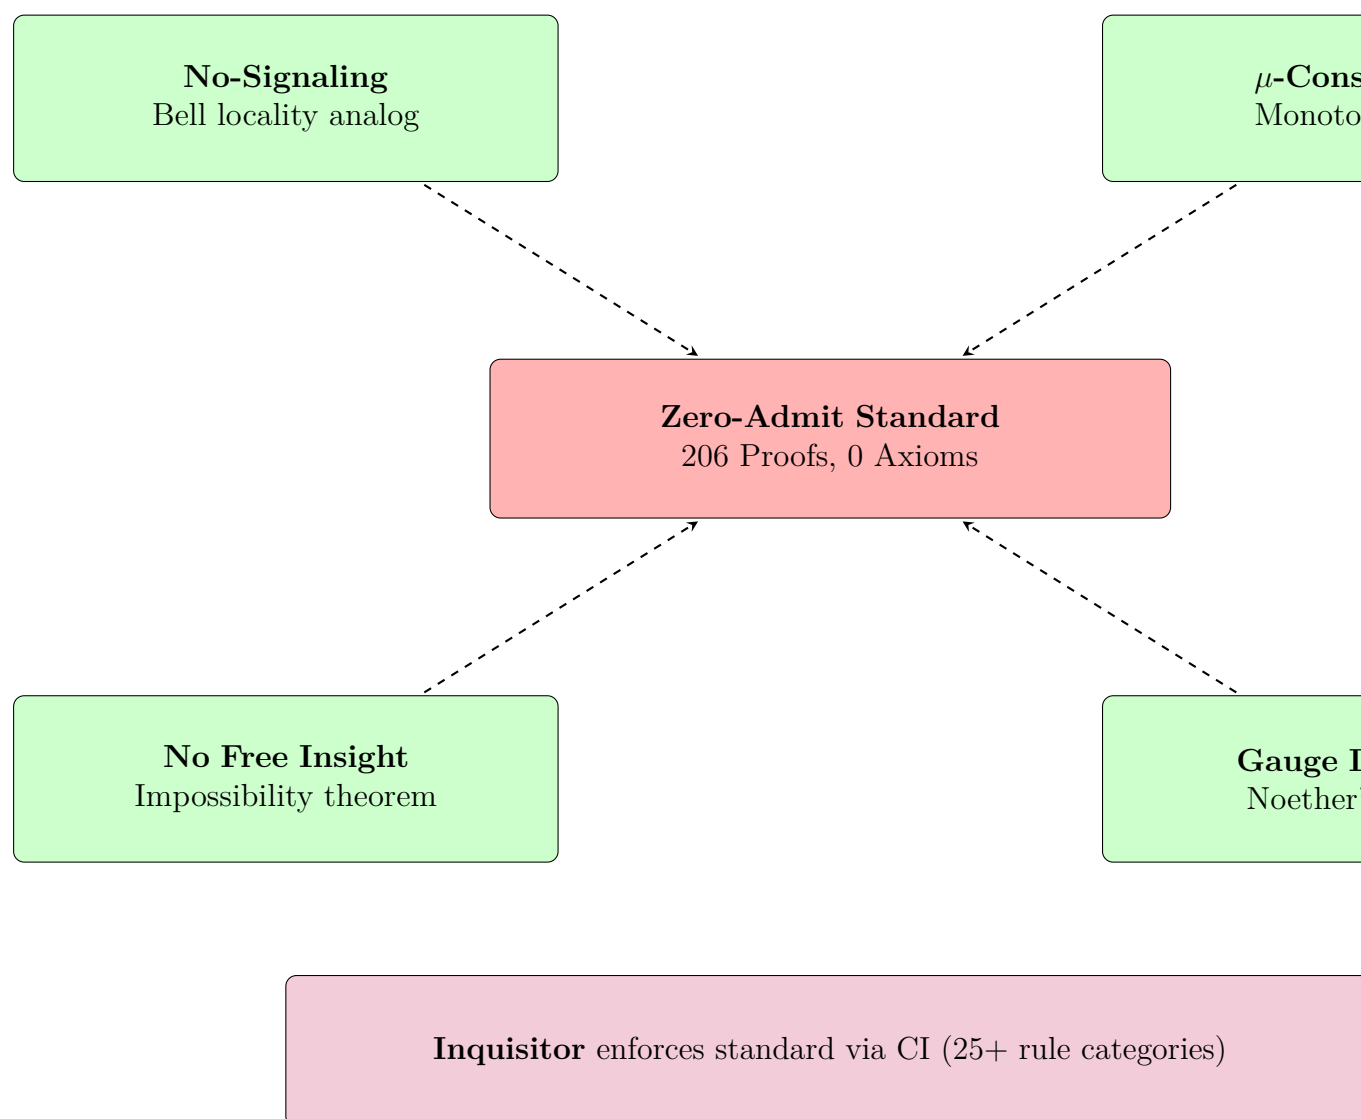 No-Signaling
Bell locality analog
μ-Cons
Monoto
Zero-Admit Standard
206 Proofs, 0 Axioms
No Free Insight
Impossibility theorem
Gauge
Noether'
Inquisitor enforces standard via CI (25+ rule categories)